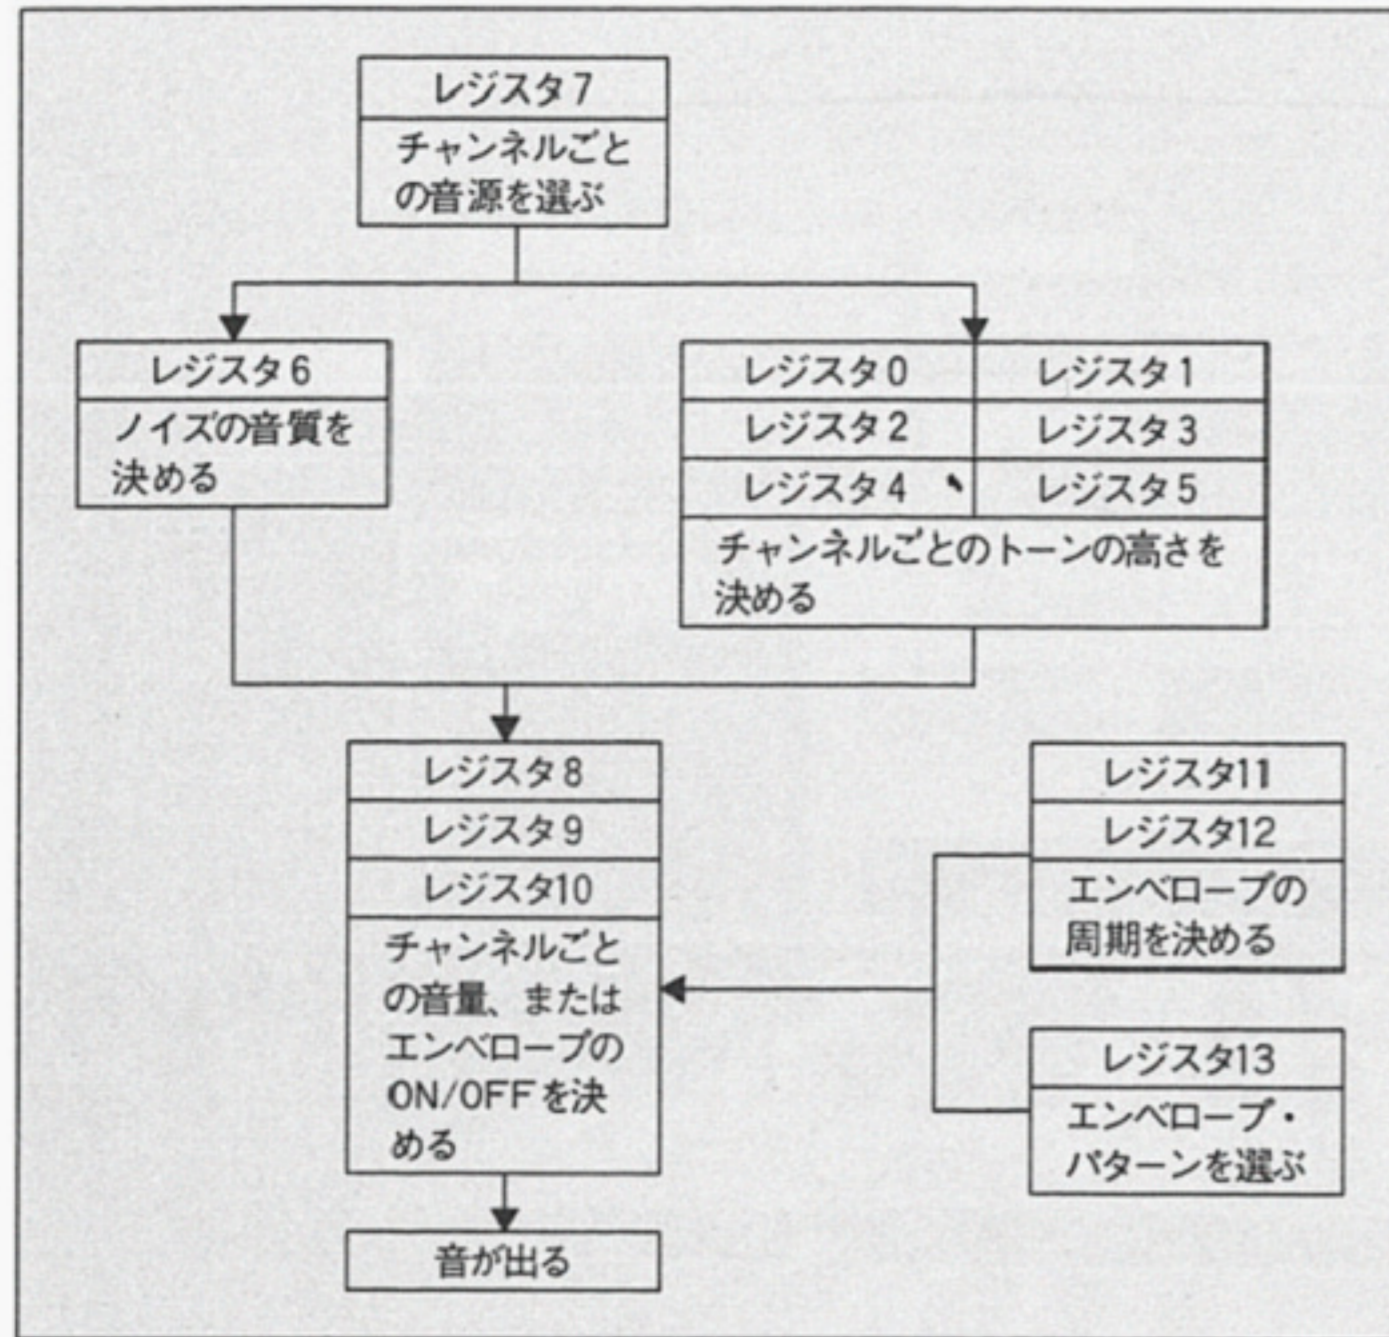 レジスタ7
チャンネルごと
の音源を選ぶ
レジスタ6
ノイズの音質を
決める
レジスタ0
レジスタ1
レジスタ2
レジスタ3
レジスタ4
レジスタ5
チャンネルごとのトーンの高さを
決める
レジスタ8
レジスタ9
レジスタ10
チャンネルごと
の音量、または
エンベロープの
ON/OFFを決
める
レジスタ11
レジスタ12
エンベロープの
周期を決める
レジスタ13
エンベロープ・
パターンを選ぶ
音が出る